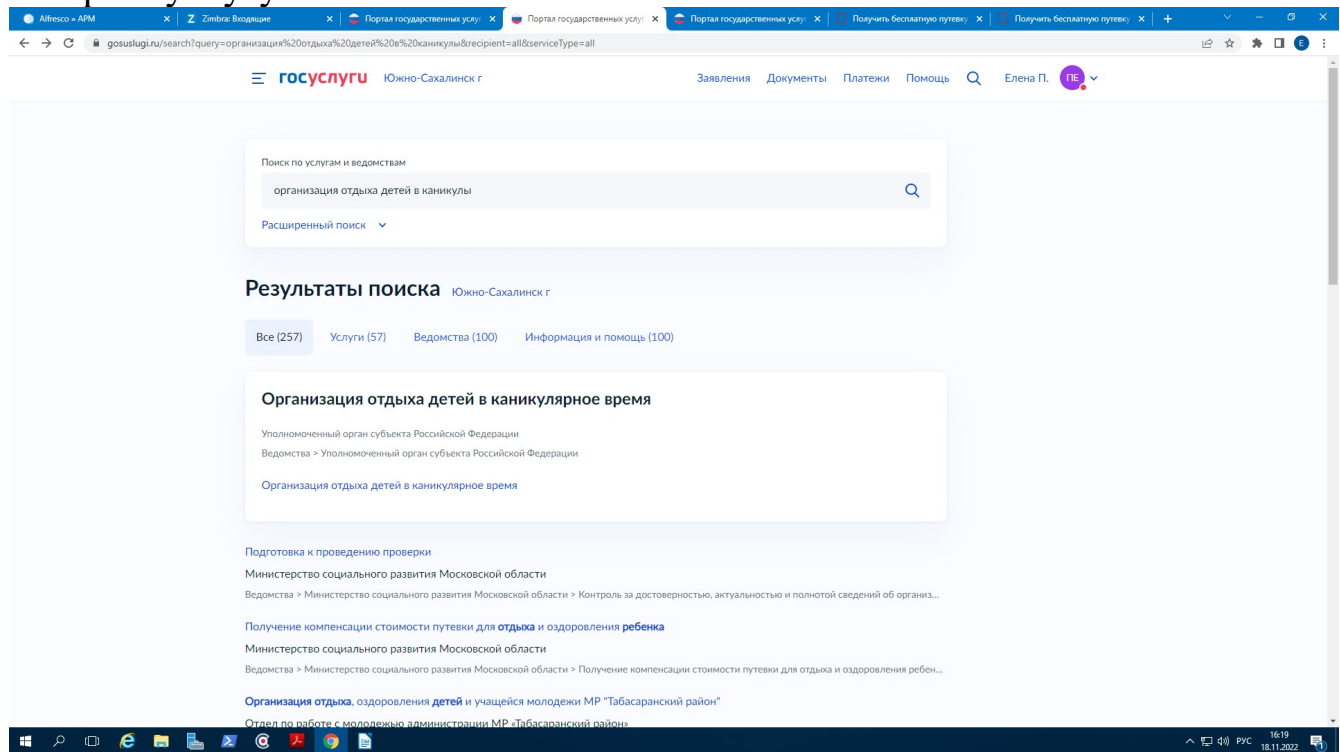 Alfresco » АРМ
Zimbra: Входящие
Портал государственных услуг
Портал государственных услуг
Портал государственных услуг
Получить бесплатную путевку
Получить бесплатную путевку
gosuslugi.ru/search?query=организация%20отдыха%20детей%20в%20каникулы&recipient=all&serviceType=all
E
госуслуги Южно-Сахалинск г
Заявления Документы Платежи Помощь Елена П. ПЕ
Поиск по услугам и ведомствам
организация отдыха детей в каникулы
Расширенный поиск
Результаты поиска Южно-Сахалинск г
Все (257) Услуги (57) Ведомства (100) Информация и помощь (100)
Организация отдыха детей в каникулярное время
Уполномоченный орган субъекта Российской Федерации
Ведомства > Уполномоченный орган субъекта Российской Федерации
Организация отдыха детей в каникулярное время
Подготовка к проведению проверки
Министерство социального развития Московской области
Ведомства > Министерство социального развития Московской области > Контроль за достоверностью, актуальностью и полнотой сведений об организ...
Получение компенсации стоимости путевки для отдыха и оздоровления ребенка
Министерство социального развития Московской области
Ведомства > Министерство социального развития Московской области > Получение компенсации стоимости путевки для отдыха и оздоровления ребен...
Организация отдыха, оздоровления детей и учащейся молодежи МР "Табасаранский район"
Отдел по работе с молодежью администрации МР «Табасаранский район»
РУС
16:19
18.11.2022